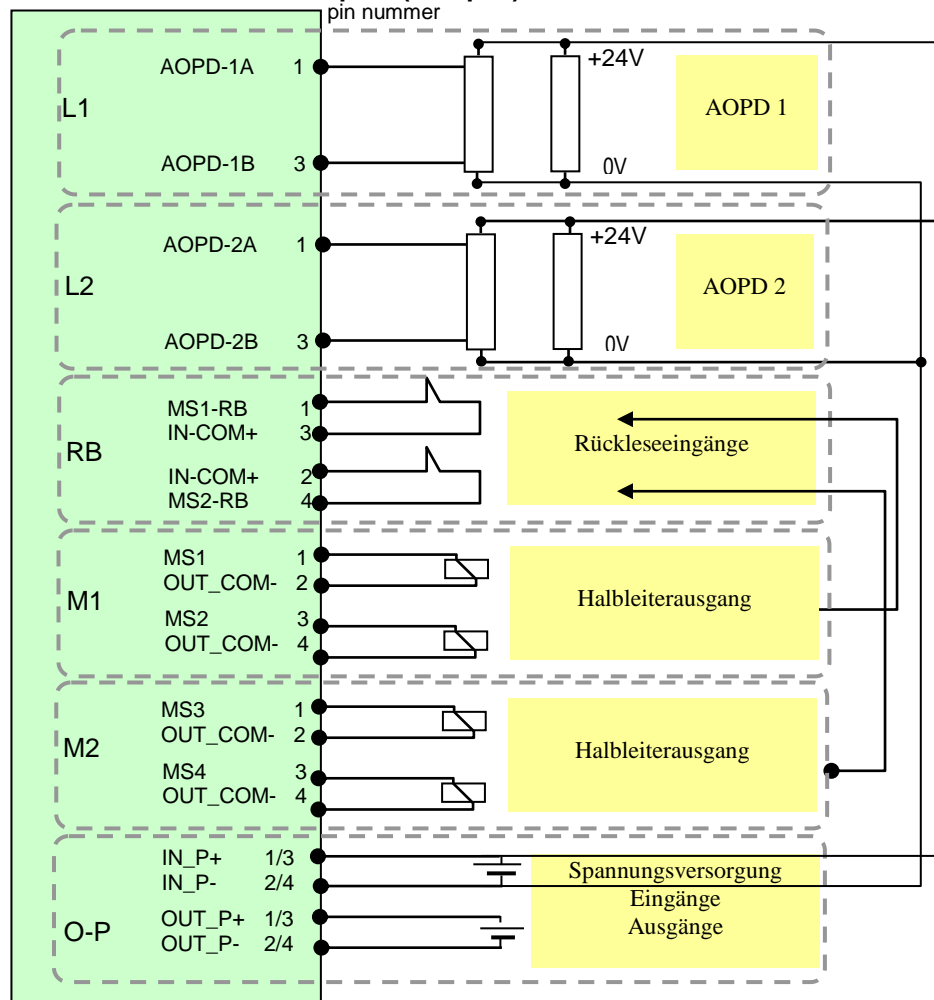 pin nummer
L1
AOPD-1A 1
AOPD-1B 3
+24V
0V
AOPD 1
L2
AOPD-2A 1
AOPD-2B 3
+24V
0V
AOPD 2
RB
MS1-RB 1
IN-COM+ 3
IN-COM+ 2
MS2-RB 4
Rückleseeingänge
M1
MS1 1
OUT_COM- 2
MS2 3
OUT_COM- 4
Halbleiterausgang
M2
MS3 1
OUT_COM- 2
MS4 3
OUT_COM- 4
Halbleiterausgang
O-P
IN_P+ 1/3
IN_P- 2/4
OUT_P+ 1/3
OUT_P- 2/4
Spannungsversorgung
Eingänge
Ausgänge